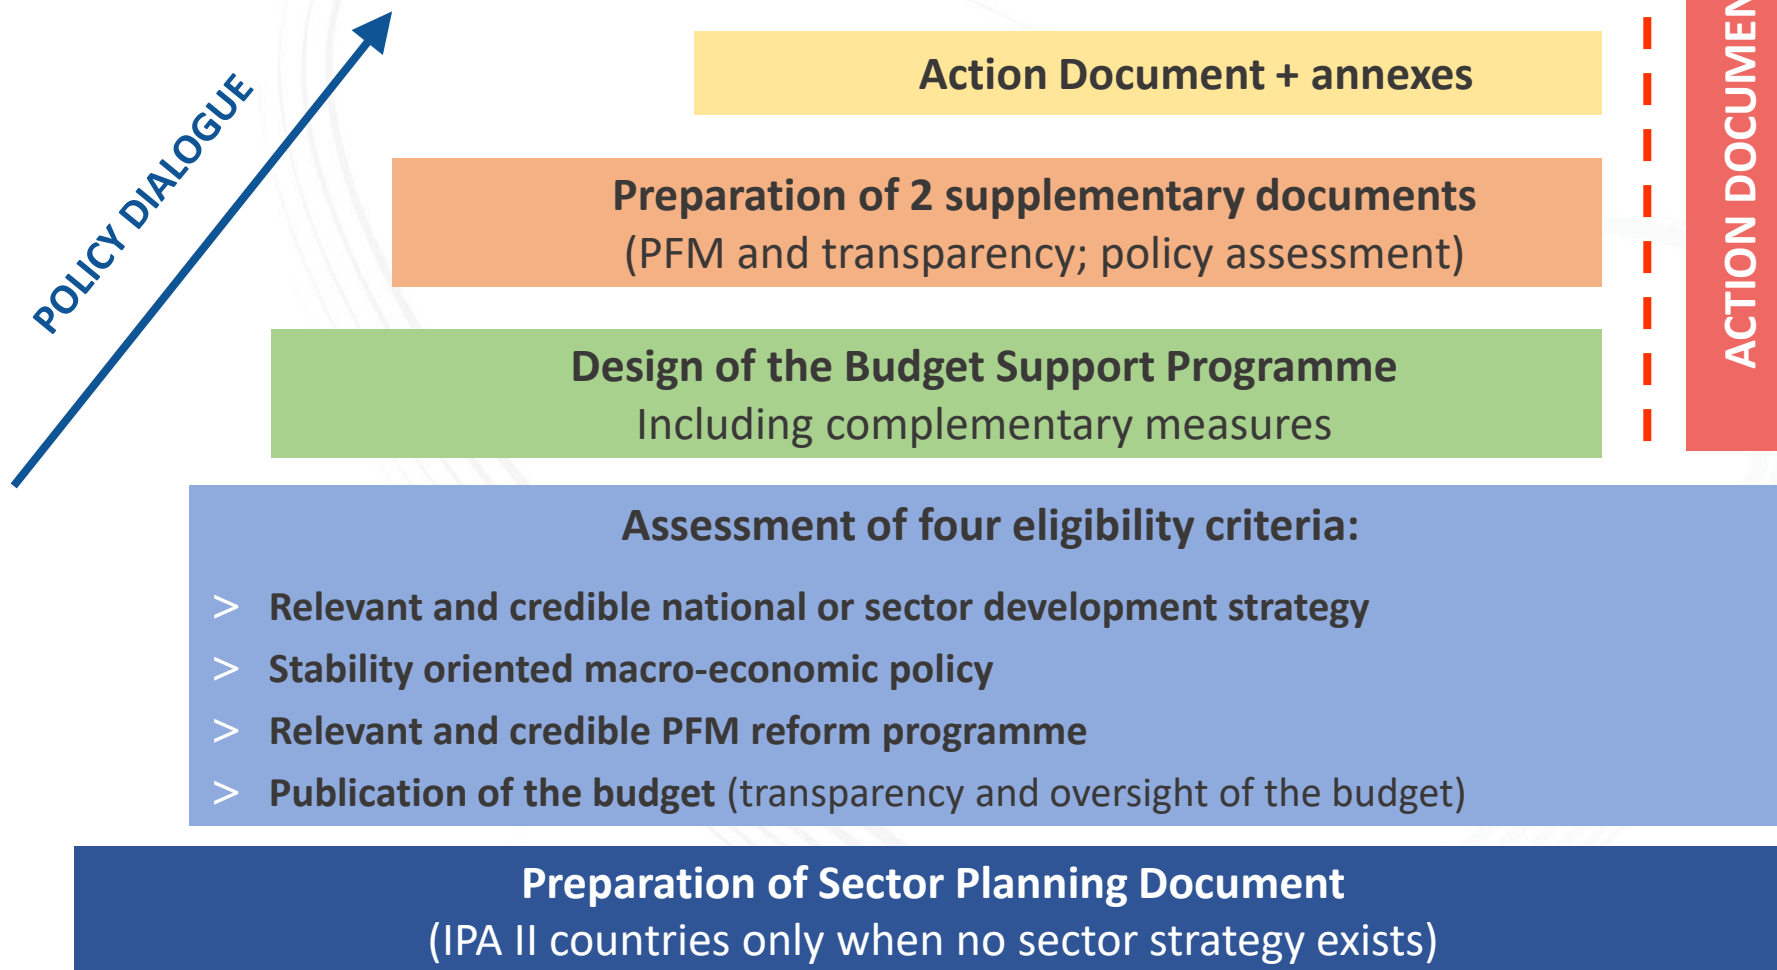 POLICY DIALOGUE
Action Document + annexes
Preparation of 2 supplementary documents
(PFM and transparency; policy assessment)
Design of the Budget Support Programme
Including complementary measures
ACTION DOCUMEN
Assessment of four eligibility criteria:
> Relevant and credible national or sector development strategy
> Stability oriented macro-economic policy
> Relevant and credible PFM reform programme
> Publication of the budget (transparency and oversight of the budget)
Preparation of Sector Planning Document
(IPA II countries only when no sector strategy exists)